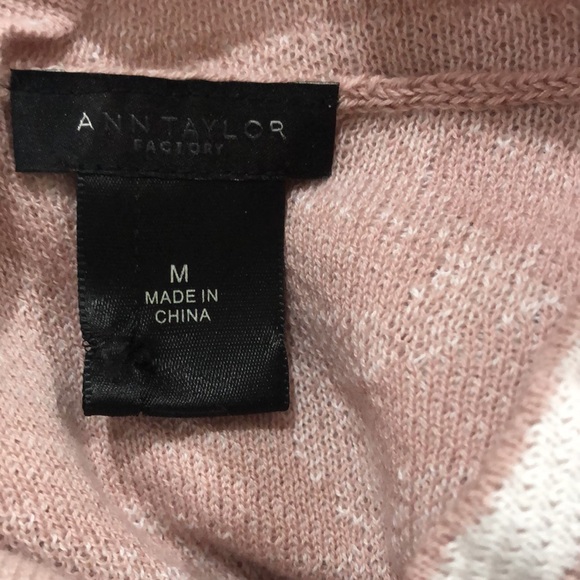 ANN TAYLOR
FACTORY
M
MADE IN
CHINA